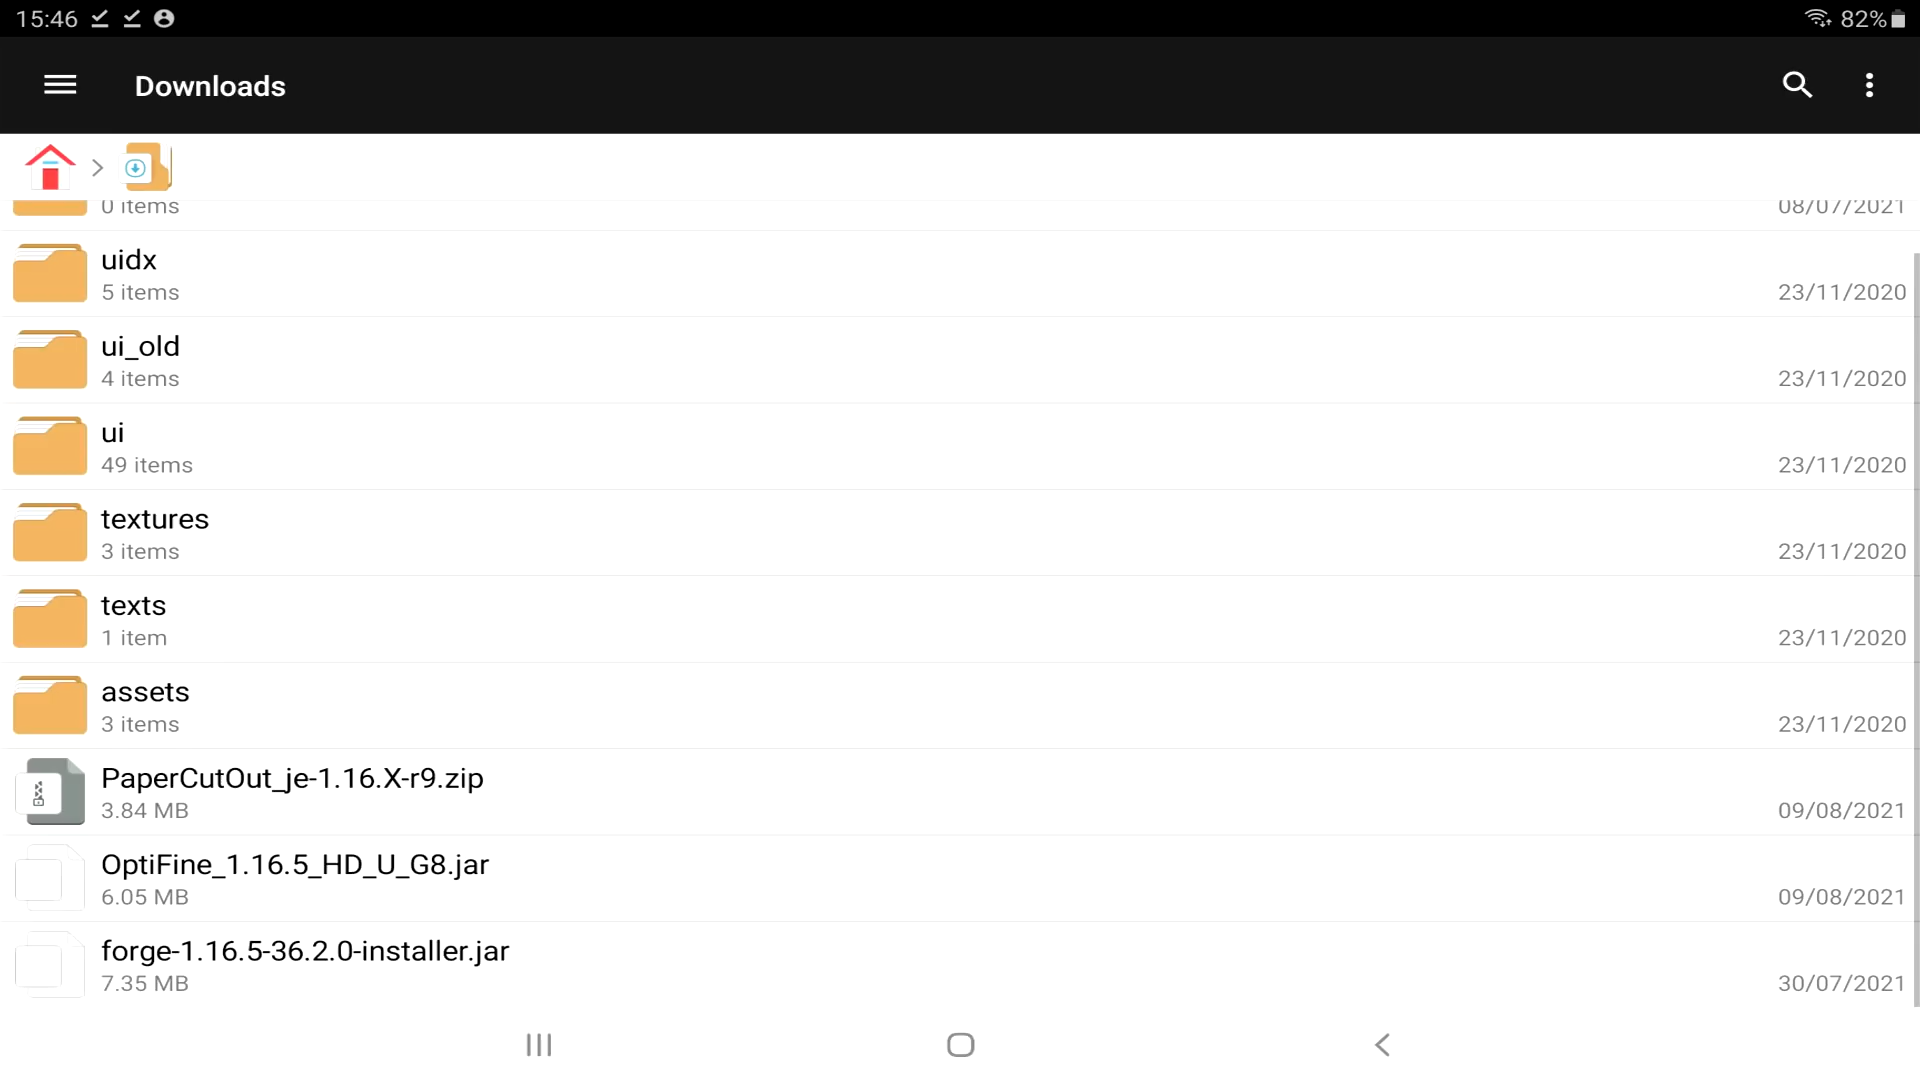 15:46
82%
Downloads
0 items
08/07/2021
uidx
5 items
23/11/2020
ui_old
4 items
23/11/2020
ui
49 items
23/11/2020
textures
3 items
23/11/2020
texts
1 item
23/11/2020
assets
3 items
23/11/2020
PaperCutOut_je-1.16.X-r9.zip
3.84 MB
09/08/2021
OptiFine_1.16.5_HD_U_G8.jar
6.05 MB
09/08/2021
forge-1.16.5-36.2.0-installer.jar
7.35 MB
30/07/2021